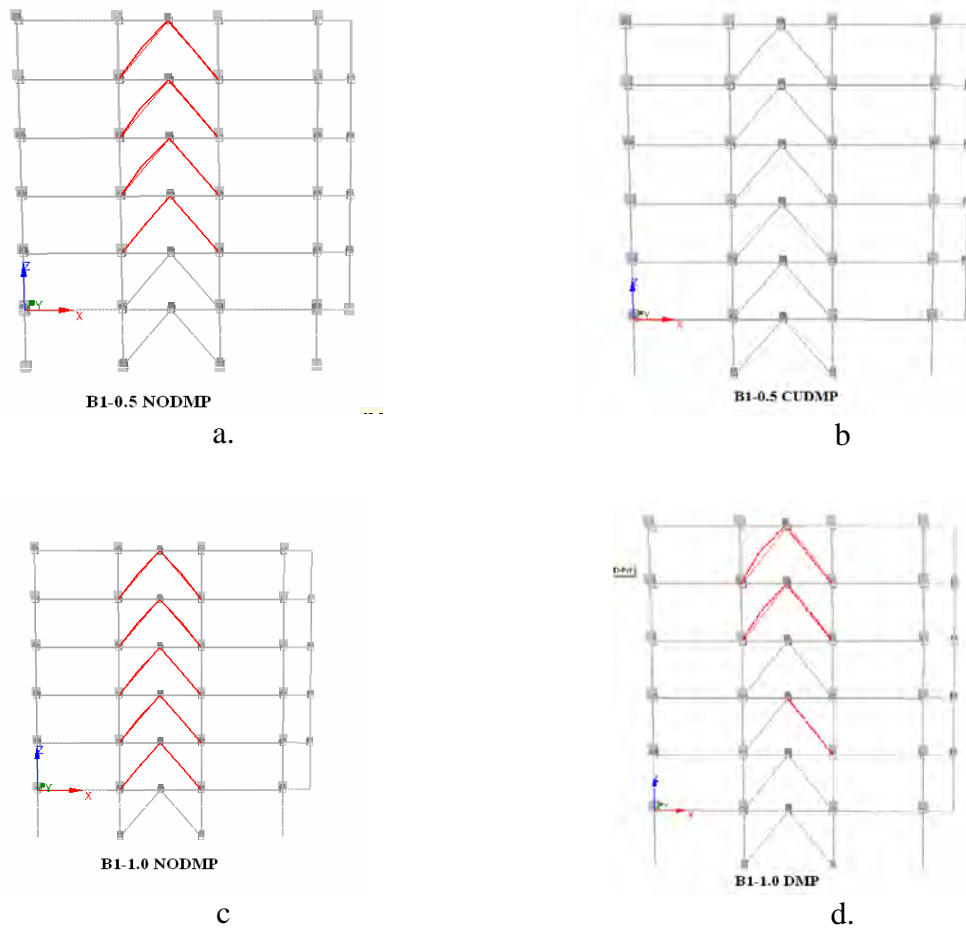 Z
Y
X
B1-0.5 NODMP
a.
Z
Y
X
B1-0.5 CUDMP
b
Z
Y
X
B1-1.0 NODMP
c
Z
Y
X
B1-1.0 DMP
d.